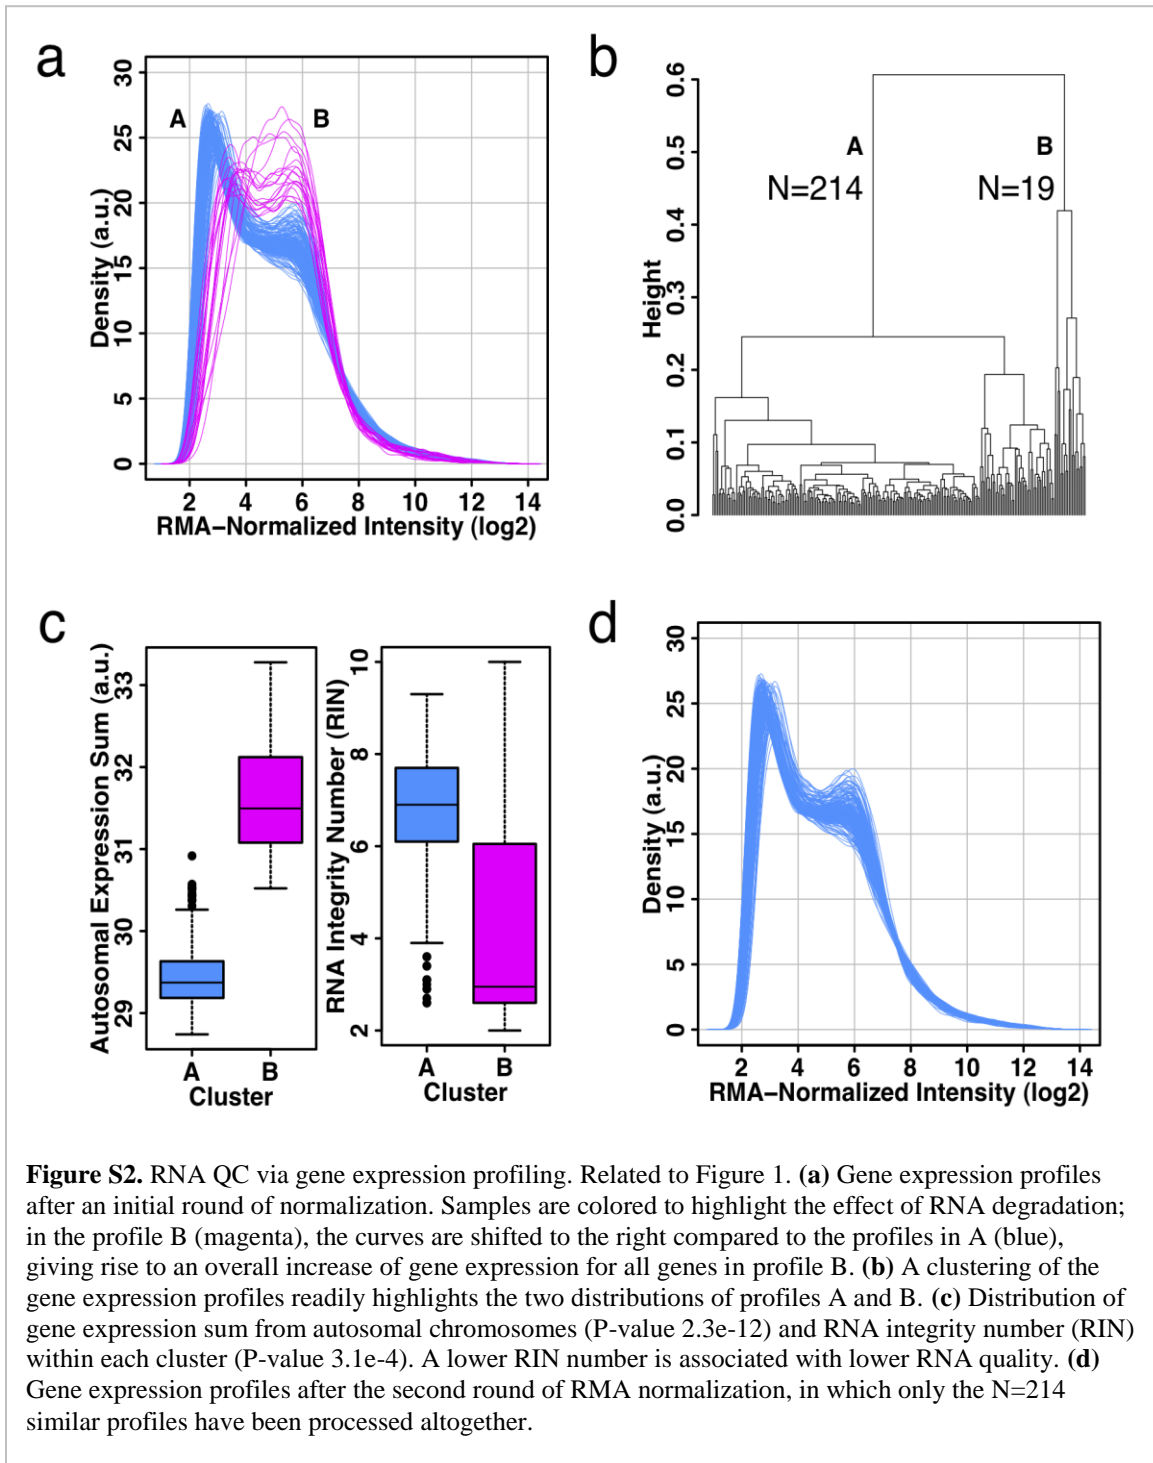 a
30
25
20
15
10
5
0
Density (a.u.)
A
B
2 4 6 8 10 12 14
RMA−Normalized Intensity (log2)
b
0.6
0.5
0.4
0.3
0.2
0.1
0.0
Height
A
N=214
B
N=19
c
33
32
31
30
29
Autosomal Expression Sum (a.u.)
A B
Cluster
10
8
6
4
2
RNA Integrity Number (RIN)
A B
Cluster
d
30
25
20
15
10
5
0
Density (a.u.)
2 4 6 8 10 12 14
RMA−Normalized Intensity (log2)
Figure S2. RNA QC via gene expression profiling. Related to Figure 1. (a) Gene expression profiles
after an initial round of normalization. Samples are colored to highlight the effect of RNA degradation;
in the profile B (magenta), the curves are shifted to the right compared to the profiles in A (blue),
giving rise to an overall increase of gene expression for all genes in profile B. (b) A clustering of the
gene expression profiles readily highlights the two distributions of profiles A and B. (c) Distribution of
gene expression sum from autosomal chromosomes (P-value 2.3e-12) and RNA integrity number (RIN)
within each cluster (P-value 3.1e-4). A lower RIN number is associated with lower RNA quality. (d)
Gene expression profiles after the second round of RMA normalization, in which only the N=214
similar profiles have been processed altogether.